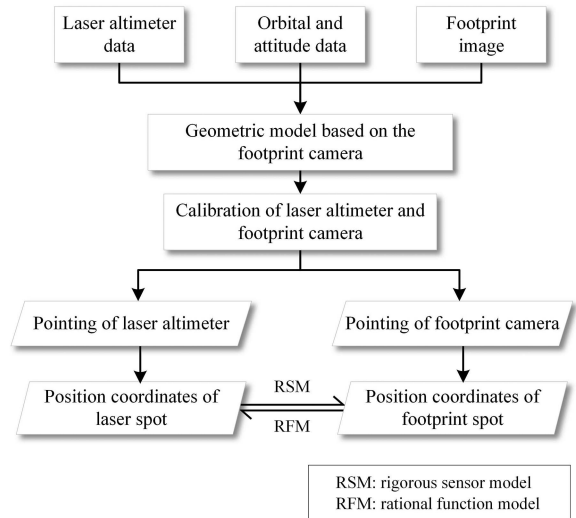 Laser altimeter
data
Orbital and
attitude data
Footprint
image
Geometric model based on the
footprint camera
Calibration of laser altimeter and
footprint camera
Pointing of laser altimeter
Pointing of footprint camera
Position coordinates of
laser spot
RSM
RFM
Position coordinates of
footprint spot
RSM: rigorous sensor model
RFM: rational function model